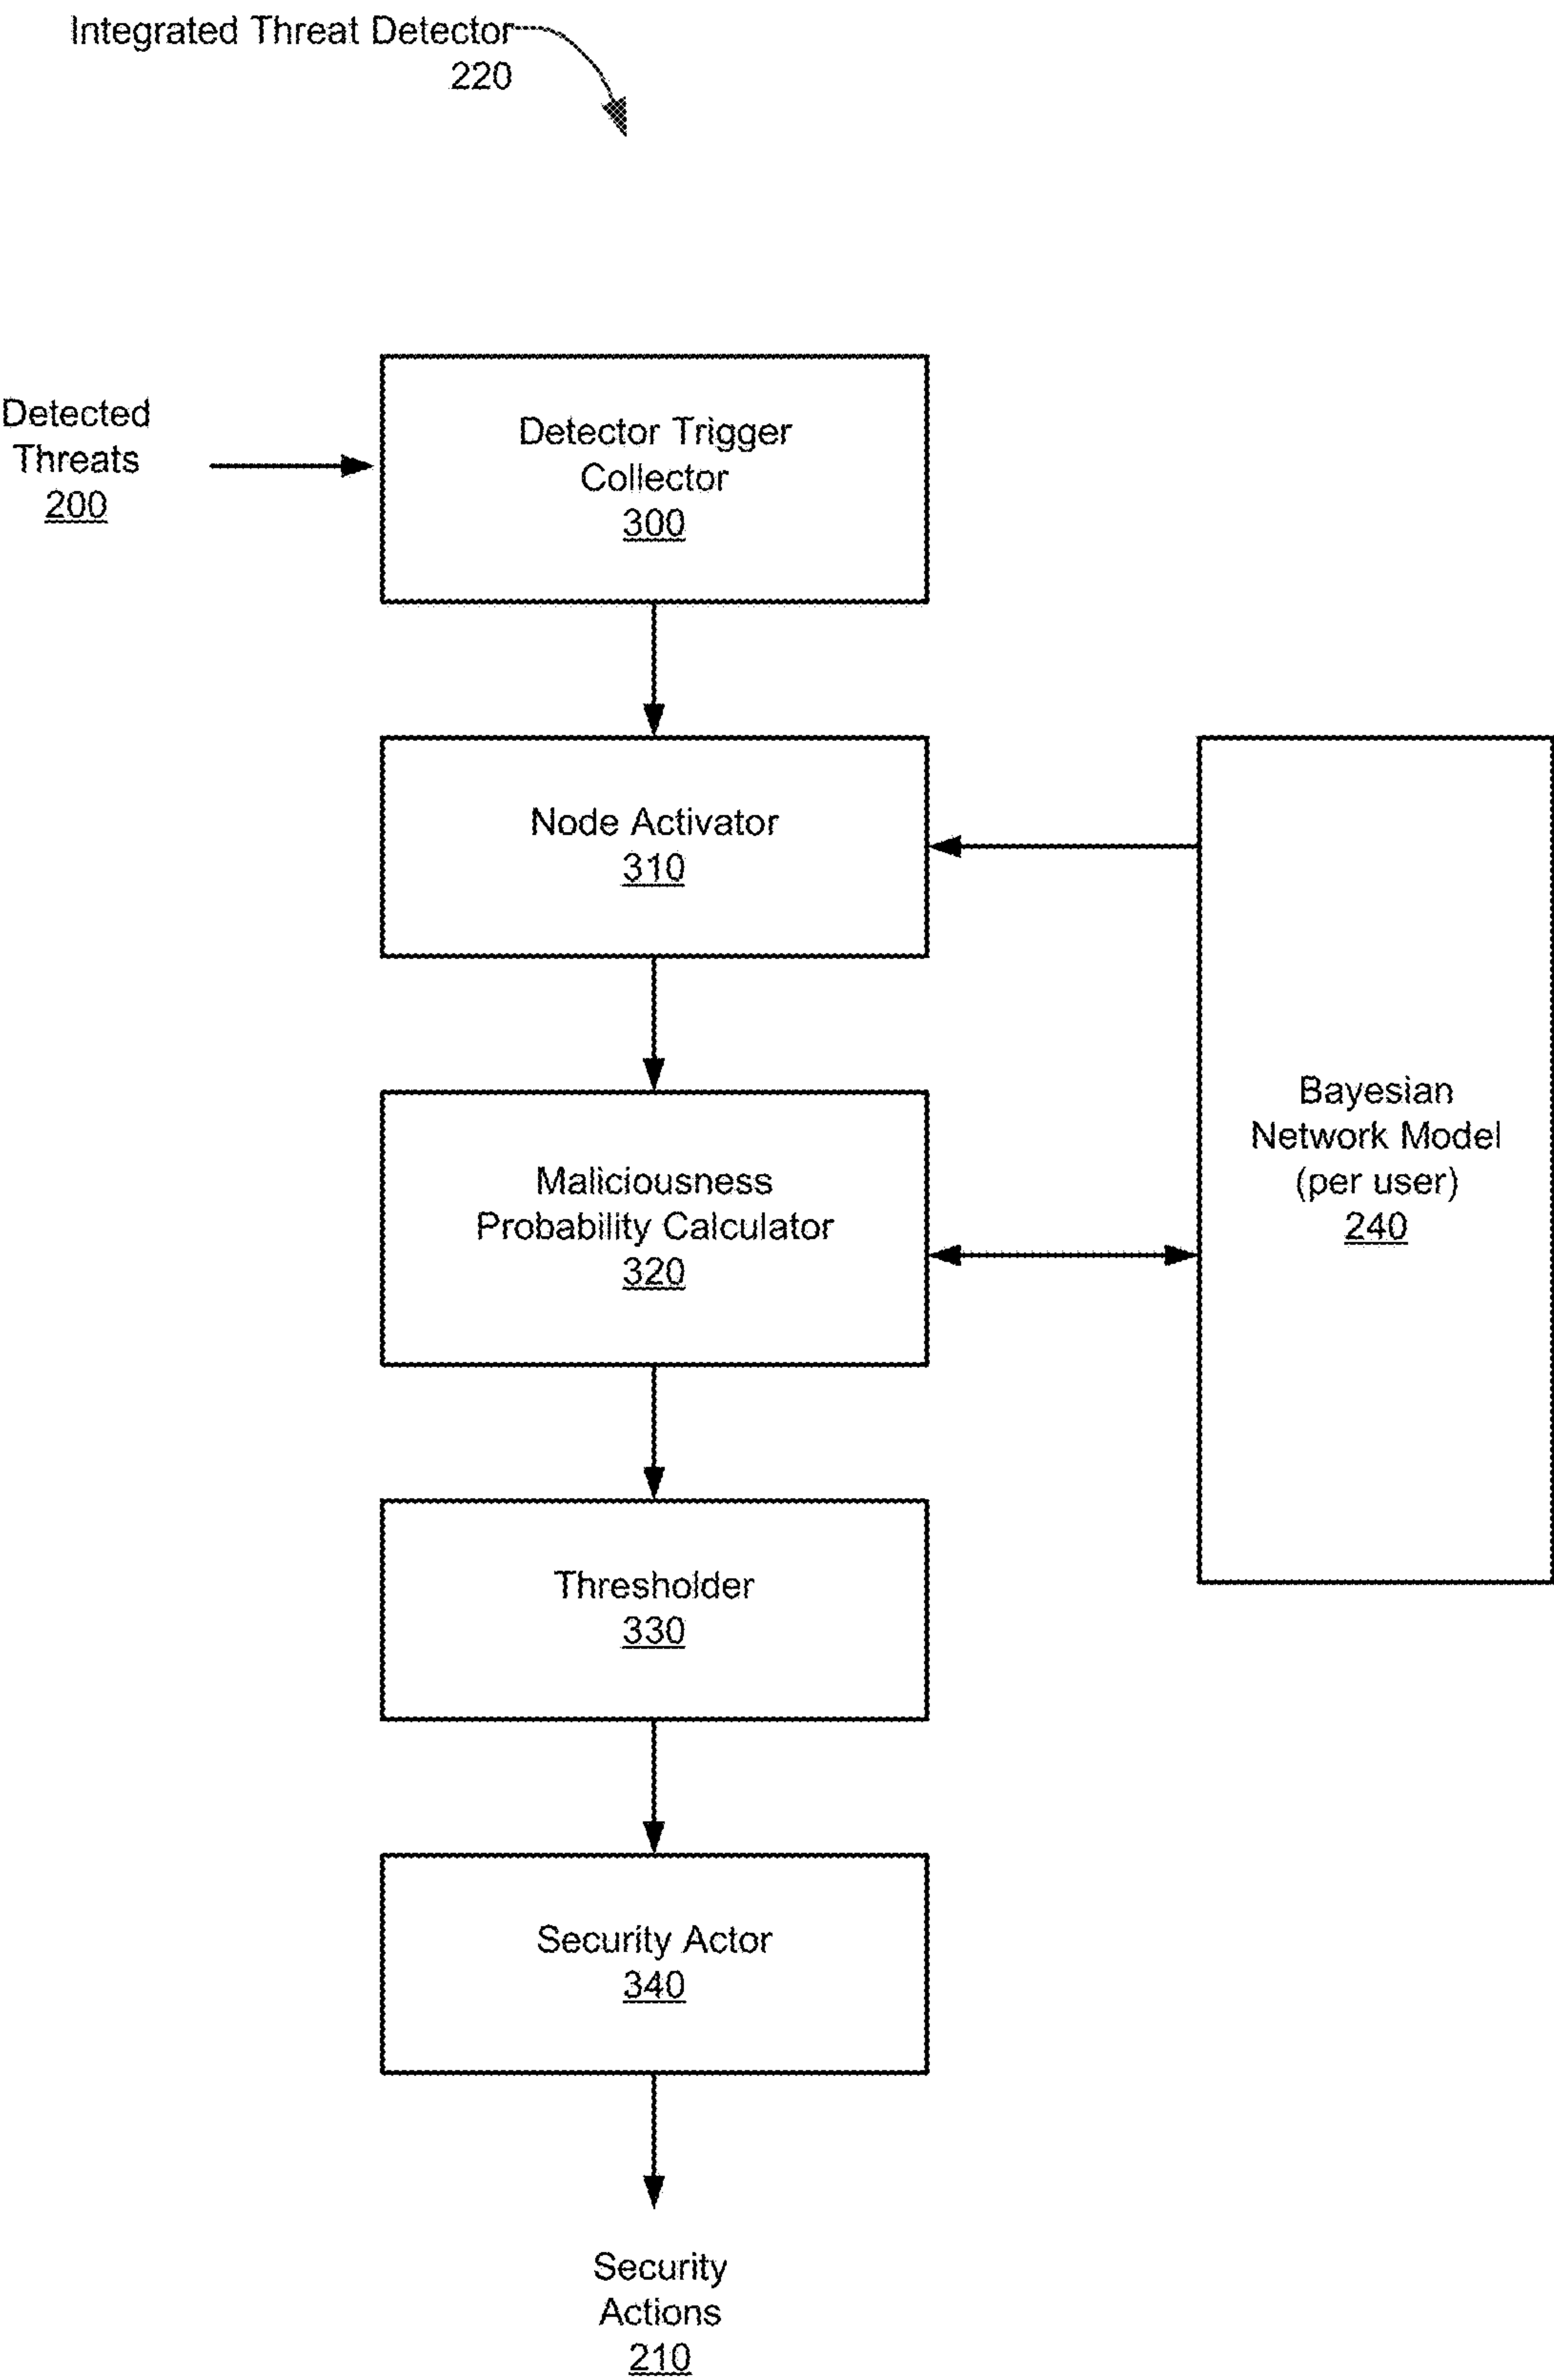 Integrated Threat Detector
220
Detected
Threats
200
Detector Trigger
Collector
300
Node Activator
310
Maliciousness
Probability Calculator
320
Bayesian
Network Model
(per user)
240
Thresholder
330
Security Actor
340
Security
Actions
210